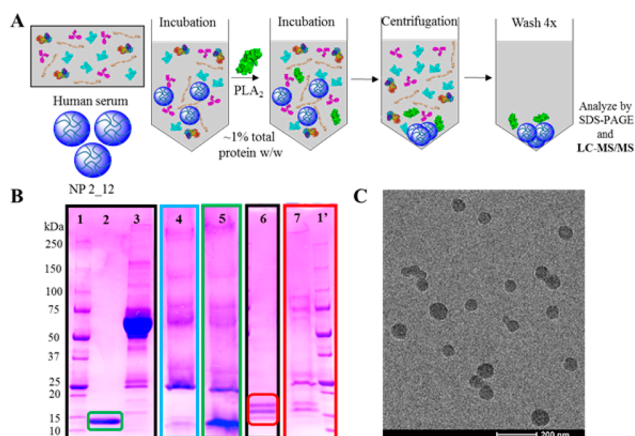 A
Incubation
Incubation
Centrifugation
Wash 4x
PLA2
Human serum
~1% total
protein w/w
NP 2_12
Analyze by
SDS-PAGE
and
LC-MS/MS
B
kDa
250
150
100
75
50
37
25
20
15
10
1 2 3 4 5 6 7 1'
C
200 nm